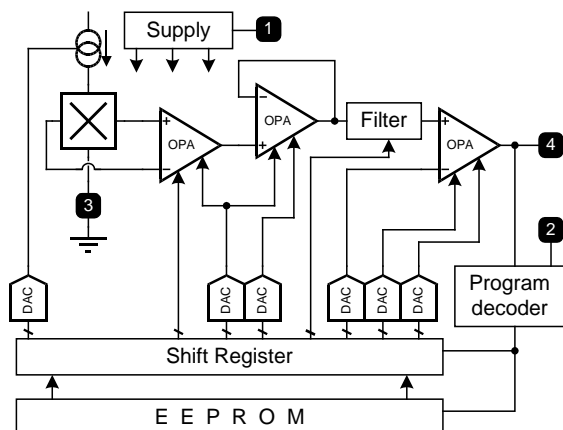 Supply
1
OPA
OPA
Filter
OPA
4
+
−
−
+
+
−
3
2
DAC
DAC
DAC
DAC
DAC
DAC
Program
decoder
Shift Register
E E P R O M